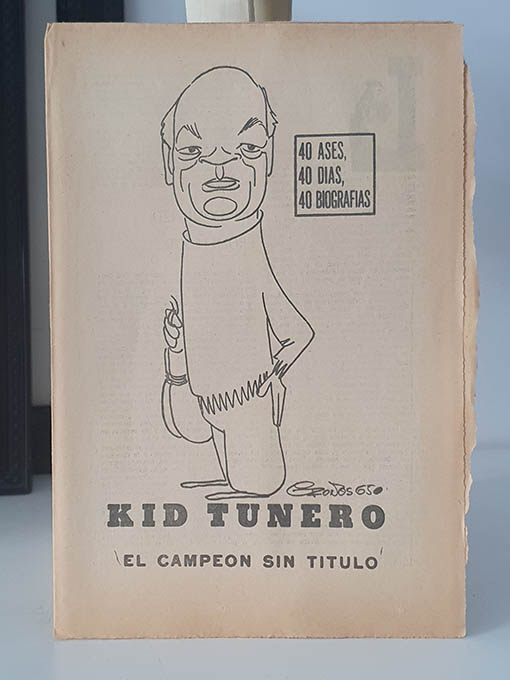 40 ASES,
40 DIAS,
40 BIOGRAFIAS
KID TUNERO
"EL CAMPEON SIN TITULO"